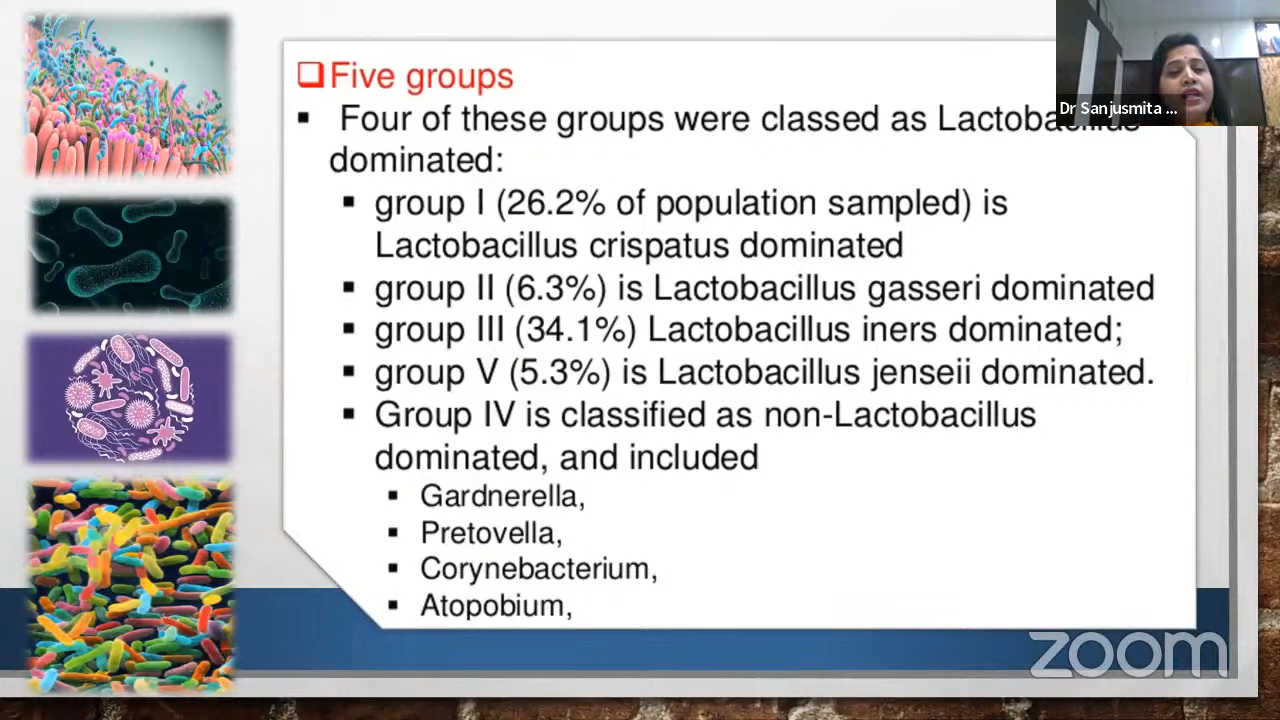 Five groups
Four of these groups were classed as Lactobacillus
dominated:
group I (26.2% of population sampled) is
Lactobacillus crispatus dominated
group II (6.3%) is Lactobacillus gasseri dominated
group III (34.1%) Lactobacillus iners dominated;
group V (5.3%) is Lactobacillus jenseii dominated.
Group IV is classified as non-Lactobacillus
dominated, and included
Gardnerella,
Pretovella,
Corynebacterium,
Atopobium,
Dr Sanjusmita ...
zoom